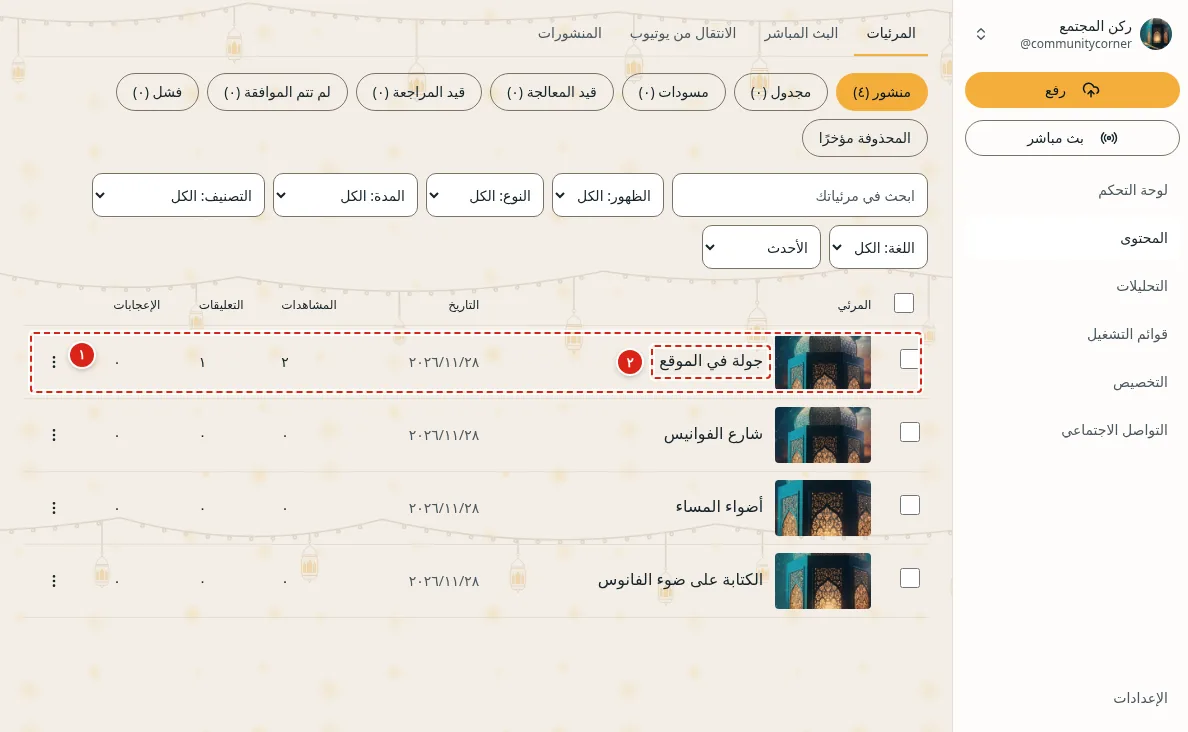 ركن المجتمع
@communitycorner
رفع
بث مباشر
لوحة التحكم
المحتوى
التحليلات
قوائم التشغيل
التخصيص
التواصل الاجتماعي
الإعدادات
المرئيات البث المباشر الانتقال من يوتيوب المنشورات
منشور (٤) مجدول (٠) مسودات (٠) قيد المعالجة (٠) قيد المراجعة (٠) لم تتم الموافقة (٠) فشل (٠)
المحذوفة مؤخرًا
ابحث في مرئياتك الظهور: الكل النوع: الكل المدة: الكل التصنيف: الكل
اللغة: الكل الأحدث
المرئي التاريخ المشاهدات التعليقات الإعجابات
جولة في الموقع ٢ ٢٠٢٦/١١/٢٨ ٢ ١ ٠ ١
شارع الفوانيس ٢٠٢٦/١١/٢٨ ٠ ٠ ٠
أضواء المساء ٢٠٢٦/١١/٢٨ ٠ ٠ ٠
الكتابة على ضوء الفانوس ٢٠٢٦/١١/٢٨ ٠ ٠ ٠